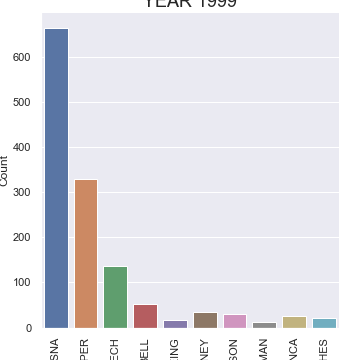 YEAR 1999
Count
600
500
400
300
200
100
0
SNA
PER
ECH
ELL
ING
NEY
SON
MAN
NCA
HES